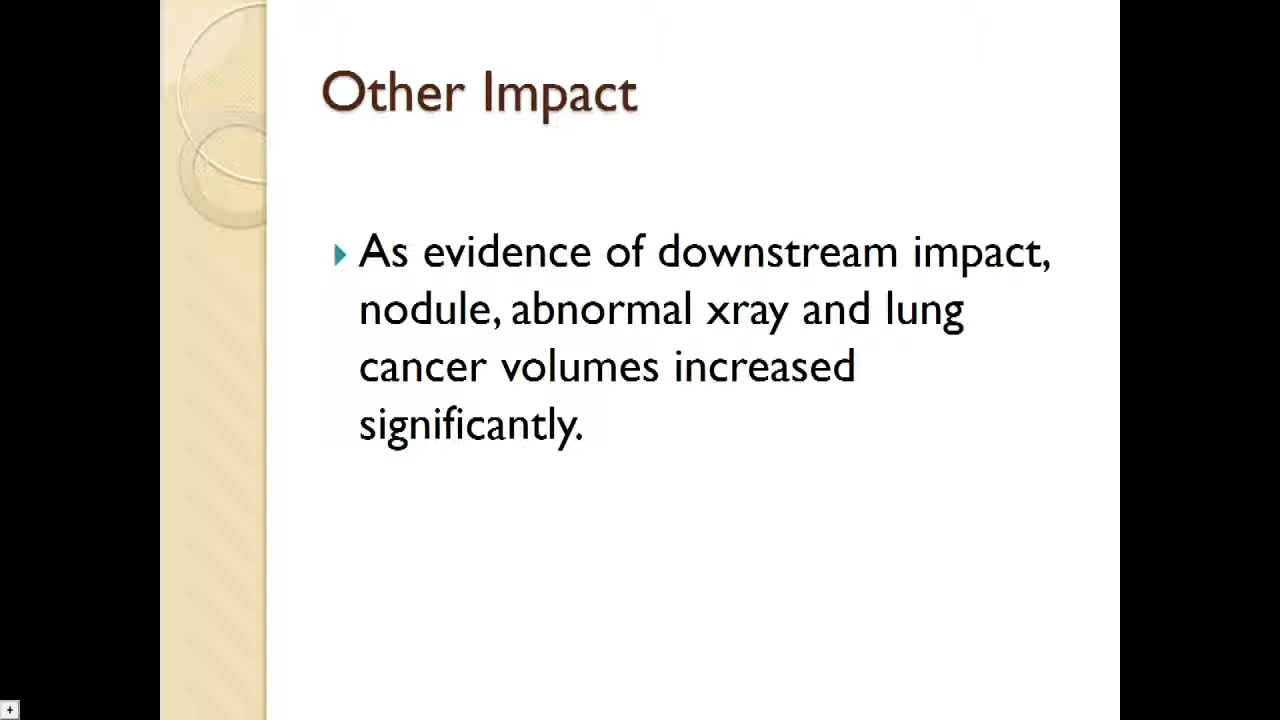 Other Impact
As evidence of downstream impact,
nodule, abnormal xray and lung
cancer volumes increased
significantly.